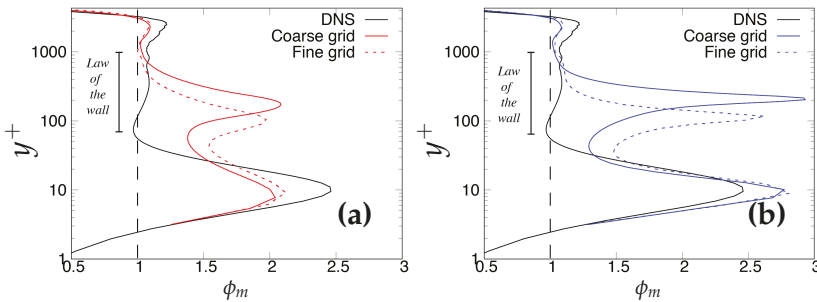 DNS
Coarse grid
Fine grid
1000
Law
of
the
wall
100
y+
10
(a)
1
0.5
1
1.5
2
2.5
3
ϕm
DNS
Coarse grid
Fine grid
1000
Law
of
the
wall
100
y+
10
(b)
1
0.5
1
1.5
2
2.5
3
ϕm